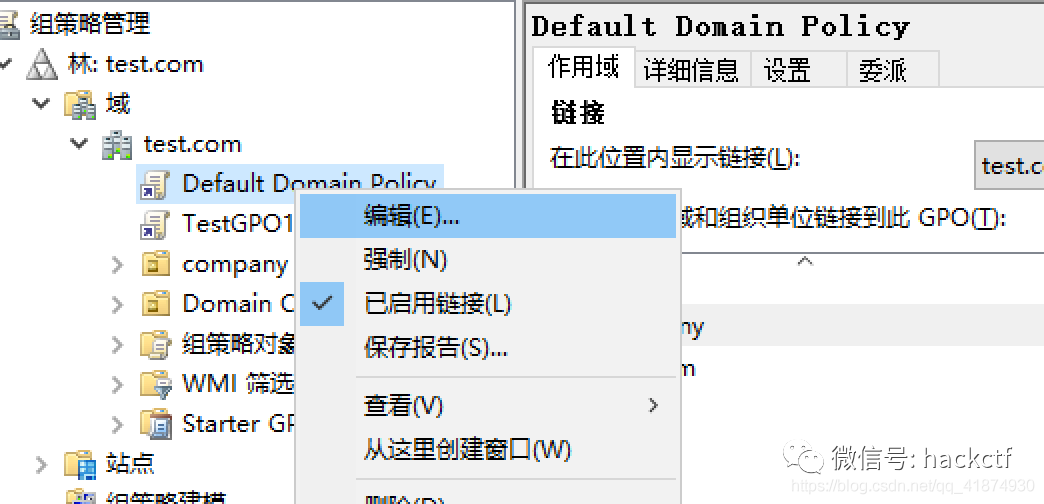 组策略管理
林: test.com
域
test.com
Default Domain Policy
TestGPO1
company
Domain C
组策略对象
WMI 筛选
Starter GP
站点
组策略建模
编辑(E)...
强制(N)
已启用链接(L)
保存报告(S)...
查看(V)
从这里创建窗口(W)
删除(D)
Default Domain Policy
作用域 详细信息 设置 委派
链接
在此位置内显示链接(L):
test.c
域和组织单位链接到此 GPO(T):
ny
m
微信号: hackctf
https://blog.csdn.net/qq_41874930